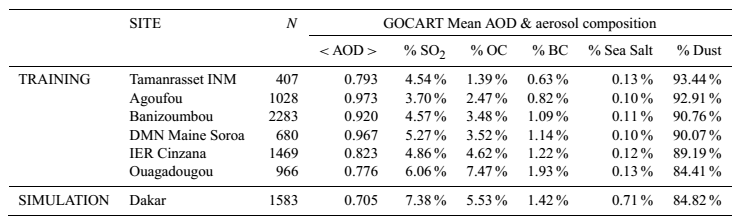 SITE N GOCART Mean AOD & aerosol composition
< AOD > % SO2 % OC % BC % Sea Salt % Dust
TRAINING Tamanrasset INM 407 0.793 4.54 % 1.39 % 0.63 % 0.13 % 93.44 %
Agoufou 1028 0.973 3.70 % 2.47 % 0.82 % 0.10 % 92.91 %
Banizoumbou 2283 0.920 4.57 % 3.48 % 1.09 % 0.11 % 90.76 %
DMN Maine Soroa 680 0.967 5.27 % 3.52 % 1.14 % 0.10 % 90.07 %
IER Cinzana 1469 0.823 4.86 % 4.62 % 1.22 % 0.12 % 89.19 %
Ouagadougou 966 0.776 6.06 % 7.47 % 1.93 % 0.13 % 84.41 %
SIMULATION Dakar 1583 0.705 7.38 % 5.53 % 1.42 % 0.71 % 84.82 %